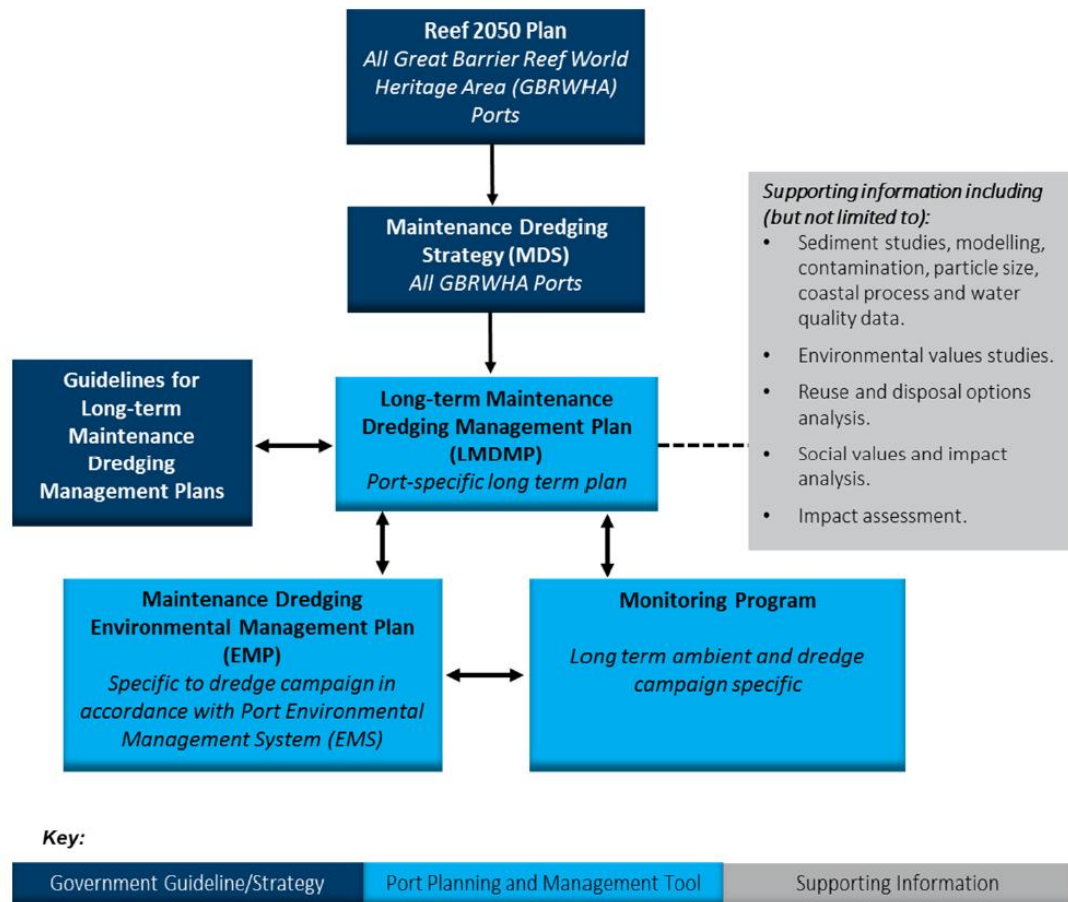 Reef 2050 Plan
All Great Barrier Reef World
Heritage Area (GBRWHA)
Ports
Maintenance Dredging
Strategy (MDS)
All GBRWHA Ports
Supporting information including
(but not limited to):
• Sediment studies, modelling,
contamination, particle size,
coastal process and water
quality data.
• Environmental values studies.
• Reuse and disposal options
analysis.
• Social values and impact
analysis.
• Impact assessment.
Guidelines for
Long-term
Maintenance
Dredging
Management Plans
Long-term Maintenance
Dredging Management Plan
(LMDMP)
Port-specific long term plan
Maintenance Dredging
Environmental Management Plan
(EMP)
Specific to dredge campaign in
accordance with Port Environmental
Management System (EMS)
Monitoring Program
Long term ambient and dredge
campaign specific
Key:
Government Guideline/Strategy
Port Planning and Management Tool
Supporting Information